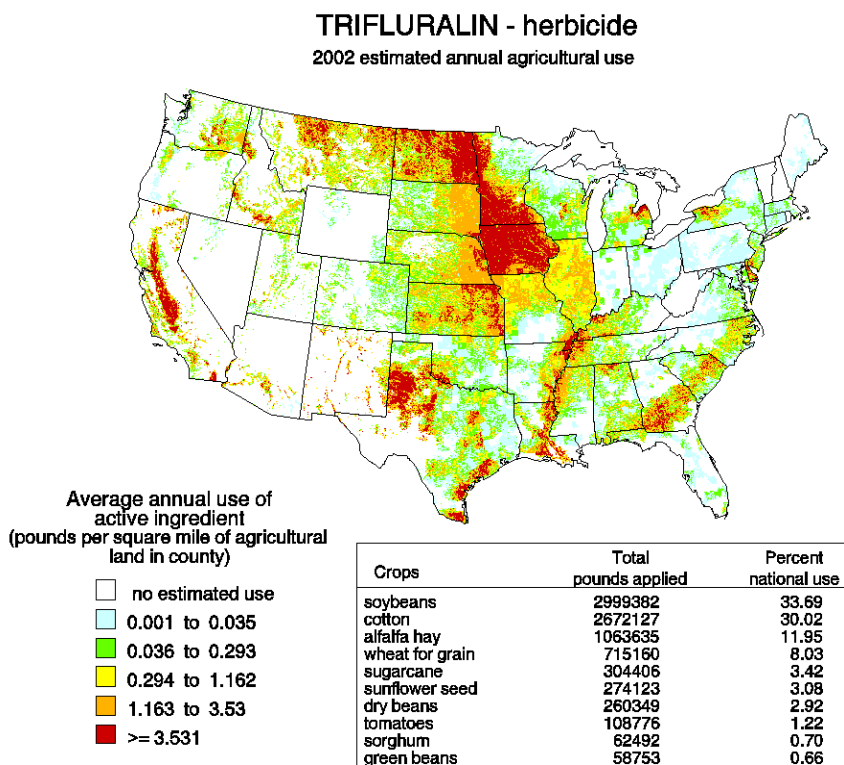 TRIFLURALIN - herbicide
2002 estimated annual agricultural use
Average annual use of
active ingredient
(pounds per square mile of agricultural
land in county)
no estimated use
0.001 to 0.035
0.036 to 0.293
0.294 to 1.162
1.163 to 3.53
>= 3.531
Crops Total pounds applied Percent national use
soybeans 2999382 33.69
cotton 2672127 30.02
alfalfa hay 1063635 11.95
wheat for grain 715160 8.03
sugarcane 304406 3.42
sunflower seed 274123 3.08
dry beans 260349 2.92
tomatoes 108776 1.22
sorghum 62492 0.70
green beans 58753 0.66